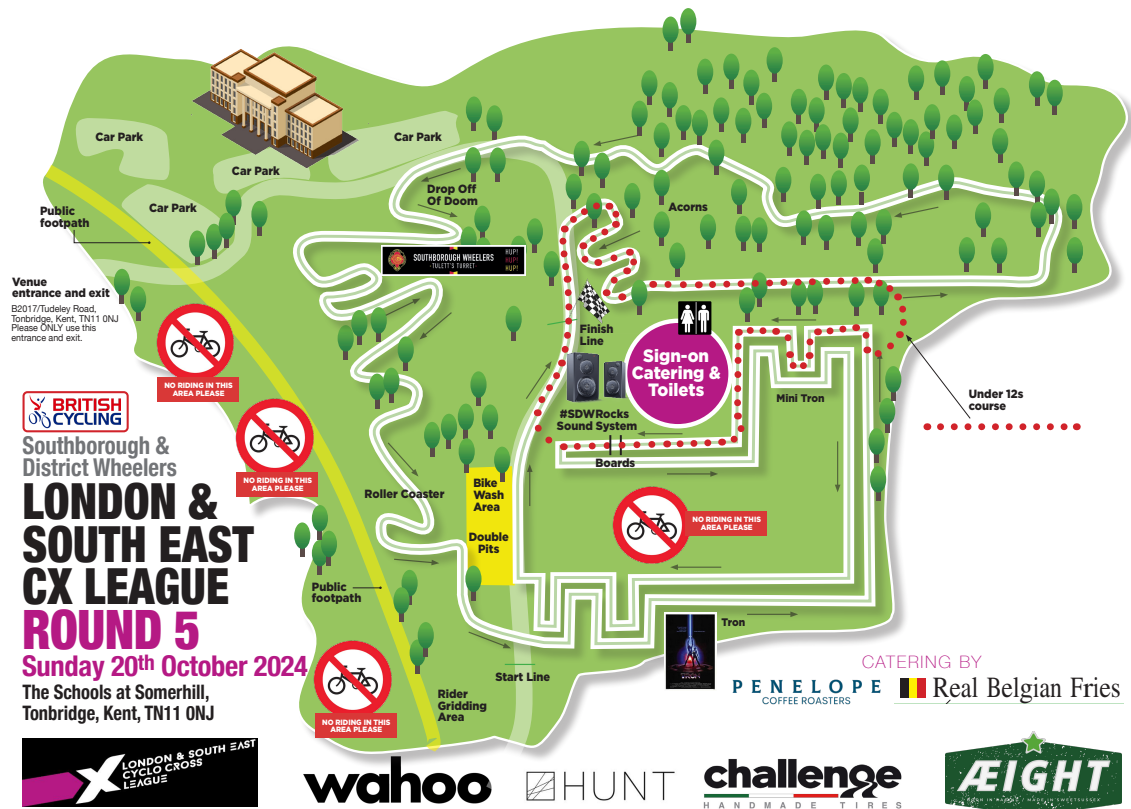 Car Park
Car Park
Car Park
Car Park
Public
footpath
Venue
entrance and exit
B2017/Tudeley Road,
Tonbridge, Kent, TN11 0NJ
Please ONLY use this
entrance and exit.
Drop Off
Of Doom
SOUTHBOROUGH WHEELERS
-TULETT'S TURRET-
HUP!
HUP!
HUP!
Acorns
Finish
Line
Sign-on
Catering &
Toilets
#SDWRocks
Sound System
Boards
Mini Tron
Under 12s
course
NO RIDING IN THIS
AREA PLEASE
NO RIDING IN THIS
AREA PLEASE
NO RIDING IN THIS
AREA PLEASE
NO RIDING IN THIS
AREA PLEASE
Roller Coaster
Bike
Wash
Area
Double
Pits
Public
footpath
Tron
Start Line
Rider
Gridding
Area
BRITISH
CYCLING
Southborough &
District Wheelers
LONDON &
SOUTH EAST
CX LEAGUE
ROUND 5
Sunday 20th October 2024
The Schools at Somerhill,
Tonbridge, Kent, TN11 0NJ
CATERING BY
PENELOPE
COFFEE ROASTERS
Real Belgian Fries
X LONDON & SOUTH EAST
CYCLO CROSS
LEAGUE
wahoo
HUNT
challenge
HANDMADE TIRES
ÆIGHT